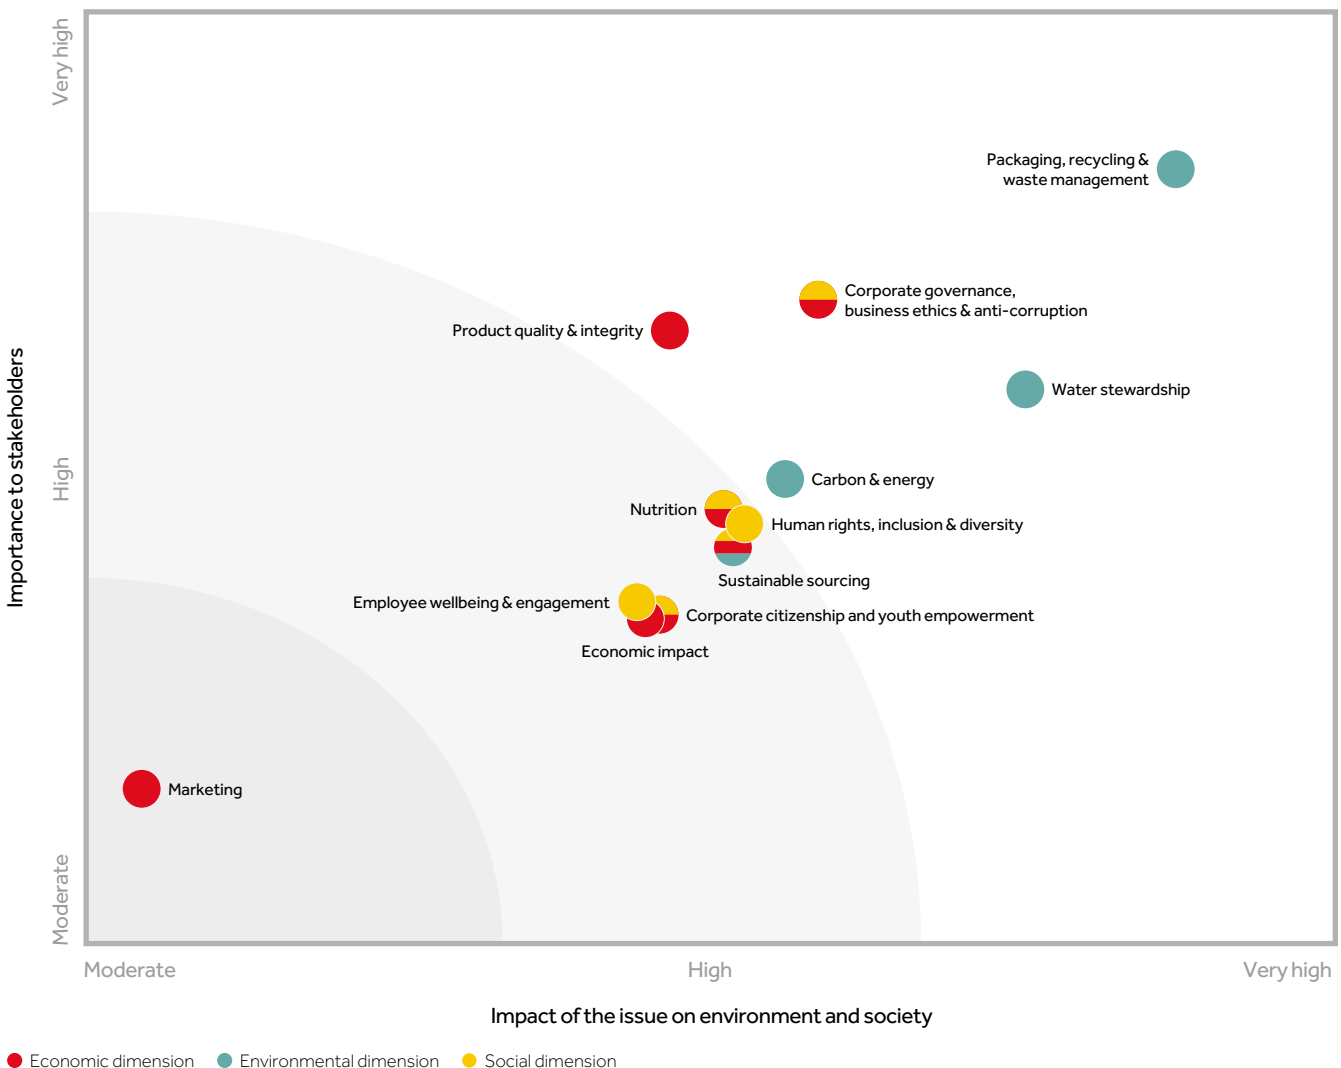 Very high
High
Moderate
Importance to stakeholders
Packaging, recycling &
waste management
Corporate governance,
business ethics & anti-corruption
Product quality & integrity
Water stewardship
Carbon & energy
Nutrition
Human rights, inclusion & diversity
Sustainable sourcing
Employee wellbeing & engagement
Corporate citizenship and youth empowerment
Economic impact
Marketing
Moderate
High
Very high
Impact of the issue on environment and society
Economic dimension
Environmental dimension
Social dimension